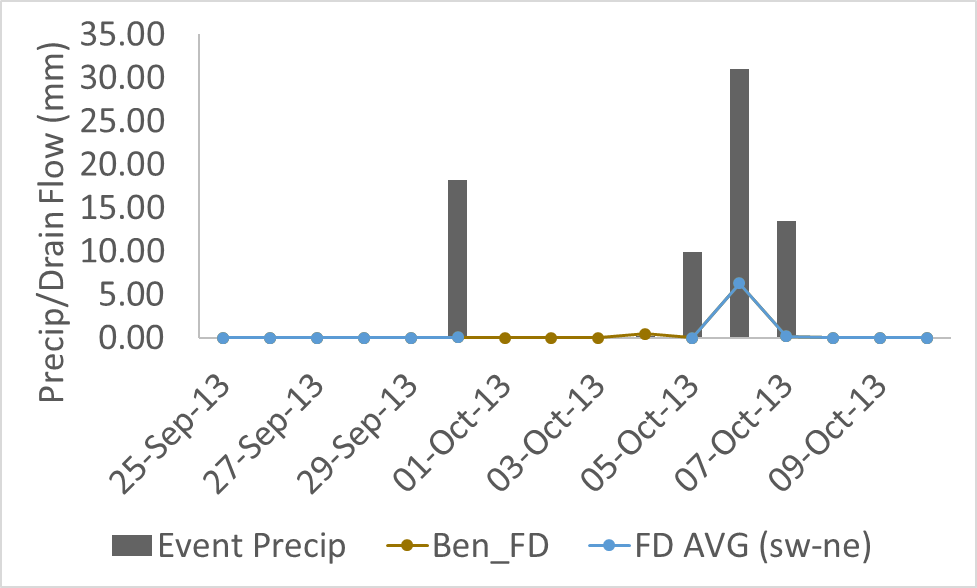 Precip/Drain Flow (mm)
35.00
30.00
25.00
20.00
15.00
10.00
5.00
0.00
25-Sep-13
27-Sep-13
29-Sep-13
01-Oct-13
03-Oct-13
05-Oct-13
07-Oct-13
09-Oct-13
Event Precip Ben_FD FD AVG (sw-ne)